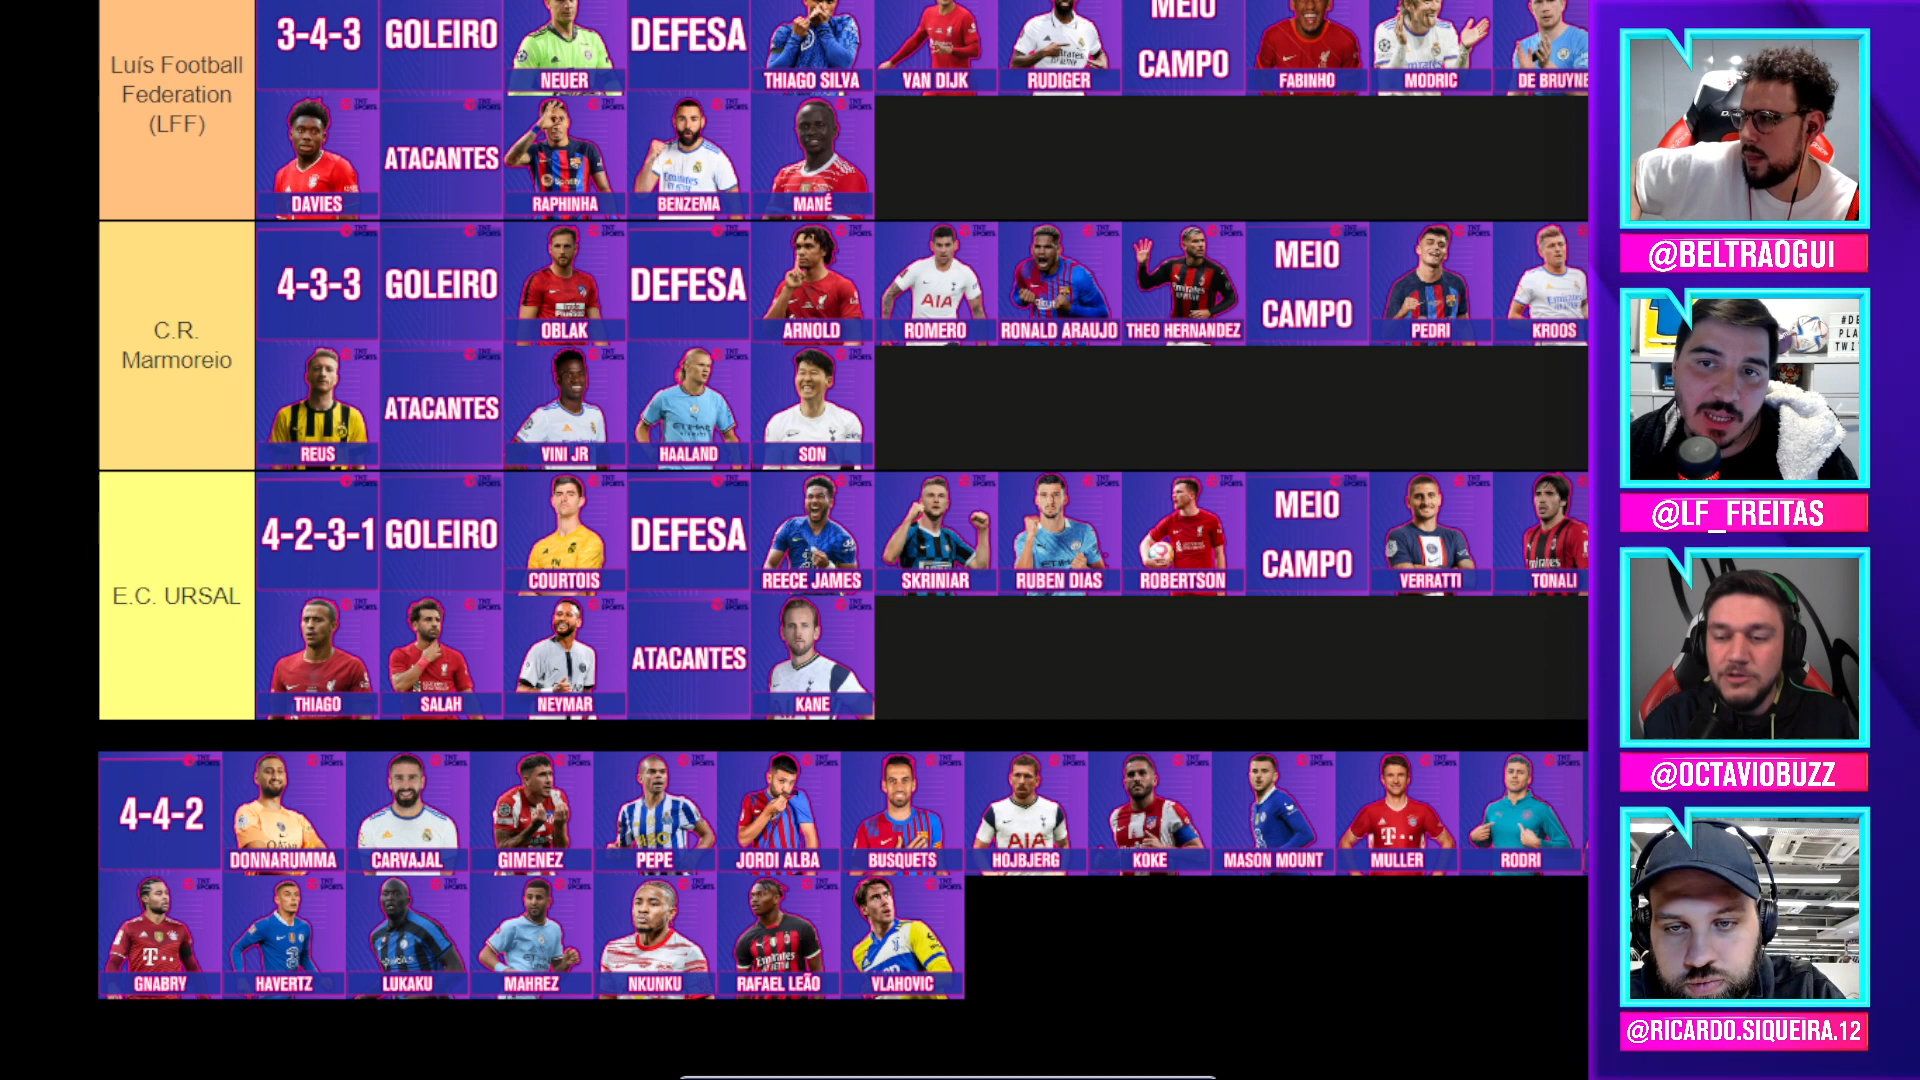 Luís Football
Federation
(LFF)
3-4-3
GOLEIRO
NEUER
DEFESA
THIAGO SILVA
VAN DIJK
RUDIGER
MEIO
CAMPO
FABINHO
MODRIC
DE BRUYNE
DAVIES
ATACANTES
RAPHINHA
BENZEMA
MANÉ
C.R.
Marmoreio
4-3-3
GOLEIRO
OBLAK
DEFESA
ARNOLD
ROMERO
RONALD ARAUJO
THEO HERNANDEZ
MEIO
CAMPO
PEDRI
KROOS
REUS
ATACANTES
VINI JR
HAALAND
SON
E.C. URSAL
4-2-3-1
GOLEIRO
COURTOIS
DEFESA
REECE JAMES
SKRINIAR
RUBEN DIAS
ROBERTSON
MEIO
CAMPO
VERRATTI
TONALI
THIAGO
SALAH
NEYMAR
ATACANTES
KANE
4-4-2
DONNARUMMA
CARVAJAL
GIMENEZ
PEPE
JORDI ALBA
BUSQUETS
HOJBJERG
KOKE
MASON MOUNT
MULLER
RODRI
GNABRY
HAVERTZ
LUKAKU
MAHREZ
NKUNKU
RAFAEL LEÃO
VLAHOVIC
@BELTRAOGUI
@LF_FREITAS
@OCTAVIOBUZZ
@RICARDO.SIQUEIRA.12